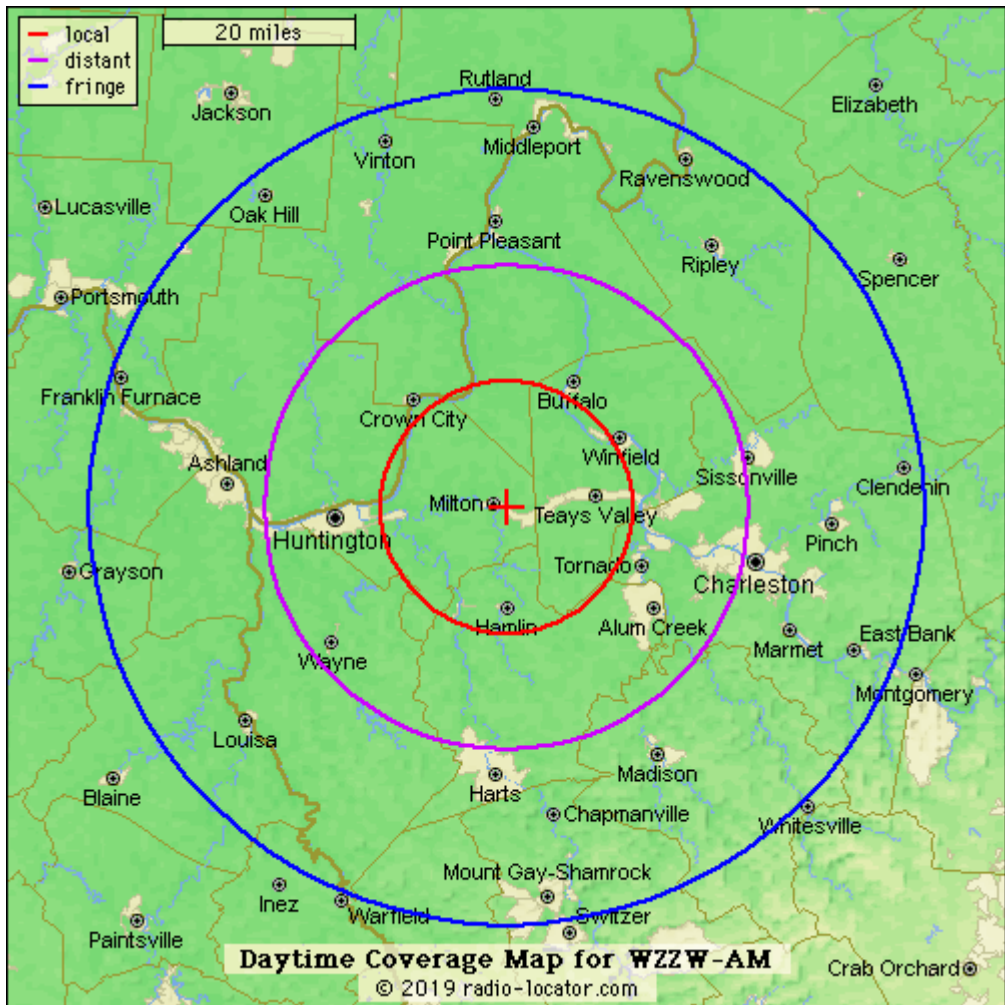 local
distant
fringe
20 miles
Rutland
Jackson
Elizabeth
Middleport
Vinton
Ravenswood
Lucasville
Oak Hill
Point Pleasant
Ripley
Spencer
Portsmouth
Franklin Furnace
Crown City
Buffalo
Winfield
Ashland
Sissonville
Clendenin
Milton
Teays Valley
Huntington
Pinch
Tornado
Charleston
Grayson
Hamlin
Alum Creek
Wayne
Marmet
East Bank
Montgomery
Louisa
Madison
Blaine
Harts
Chapmanville
Whitesville
Mount Gay-Shamrock
Inez
Warfield
Switzer
Paintsville
Daytime Coverage Map for WZZW-AM
Crab Orchard
© 2019 radio-locator.com